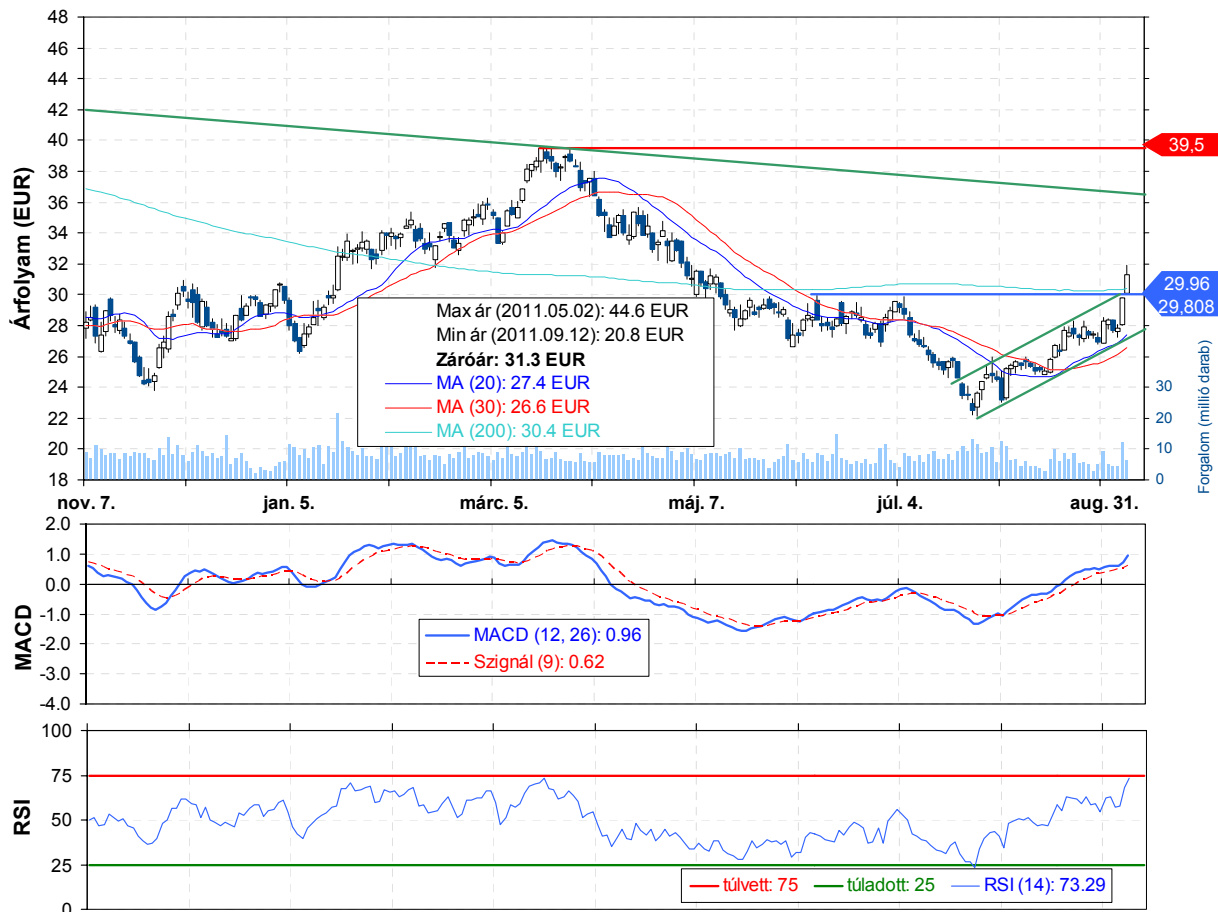 48
46
44
42
40
38
36
34
32
30
28
26
24
22
20
18
Árfolyam (EUR)
39,5
29.96
29,808
30
20
10
0
Forgalom (millió darab)
Max ár (2011.05.02): 44.6 EUR
Min ár (2011.09.12): 20.8 EUR
Záróár: 31.3 EUR
MA (20): 27.4 EUR
MA (30): 26.6 EUR
MA (200): 30.4 EUR
nov. 7. jan. 5. márc. 5. máj. 7. júl. 4. aug. 31.
2.0
1.0
0.0
-1.0
-2.0
-3.0
-4.0
MACD
MACD (12, 26): 0.96
Szignál (9): 0.62
100
75
50
25
0
RSI
túlvett: 75 túladott: 25 RSI (14): 73.29